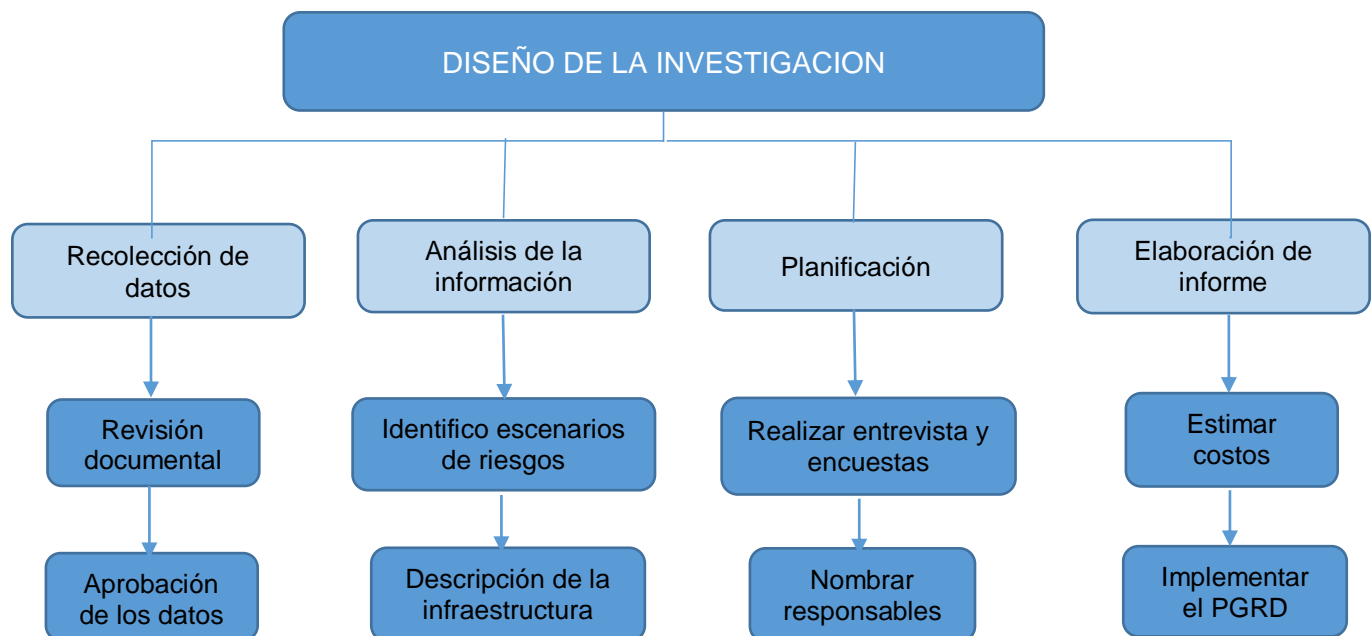 DISEÑO DE LA INVESTIGACION
Recolección de
datos
Análisis de la
información
Planificación
Elaboración de
informe
Revisión
documental
Identifico escenarios
de riesgos
Realizar entrevista y
encuestas
Estimar
costos
Aprobación
de los datos
Descripción de la
infraestructura
Nombrar
responsables
Implementar
el PGRD